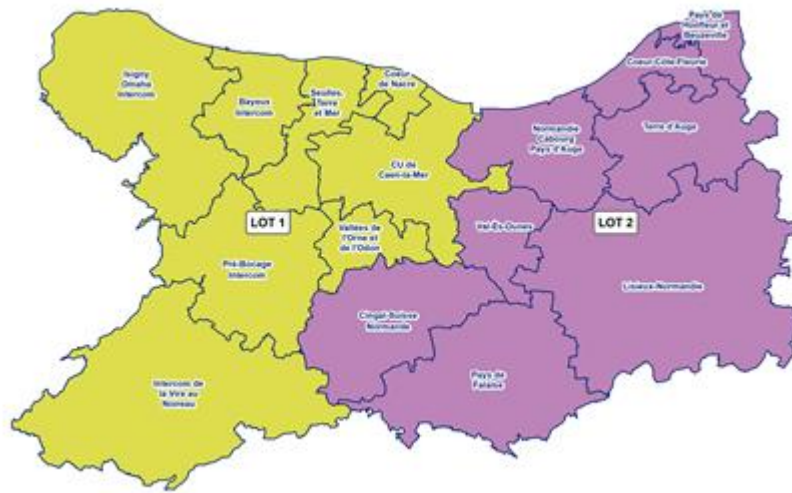 Pays de
Honfleur et
Beuzeville
Coeur-Côte-Fleurie
Isigny
Omaha
Intercom
Bayeux
Intercom
Seulles,
Terre
et Mer
Coeur
de Nacre
Normandie
Cabourg
Pays d'Auge
Terre d'Auge
CU de
Caen-la-Mer
LOT 1
Vallées de
l'Orne et
de l'Odon
Val-Ès-Dunes
LOT 2
Pré-Bocage
Intercom
Lisieux-Normandie
Cingal-Suisse
Normande
Intercom de
la Vire au
Noireau
Pays de
Falaise